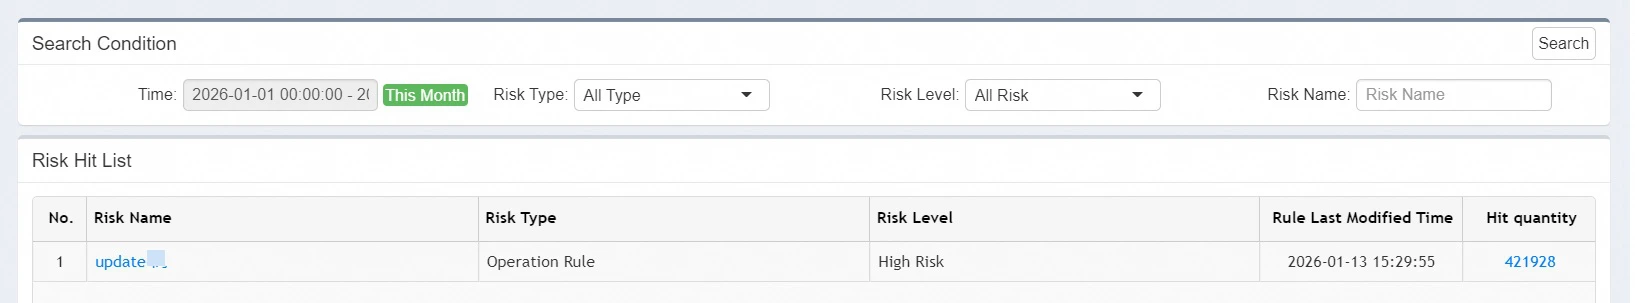 Search Condition
Search
Time: 2026-01-01 00:00:00 - 20 This Month Risk Type: All Type Risk Level: All Risk Risk Name: Risk Name
Risk Hit List
No. Risk Name Risk Type Risk Level Rule Last Modified Time Hit quantity
1 update Operation Rule High Risk 2026-01-13 15:29:55 421928